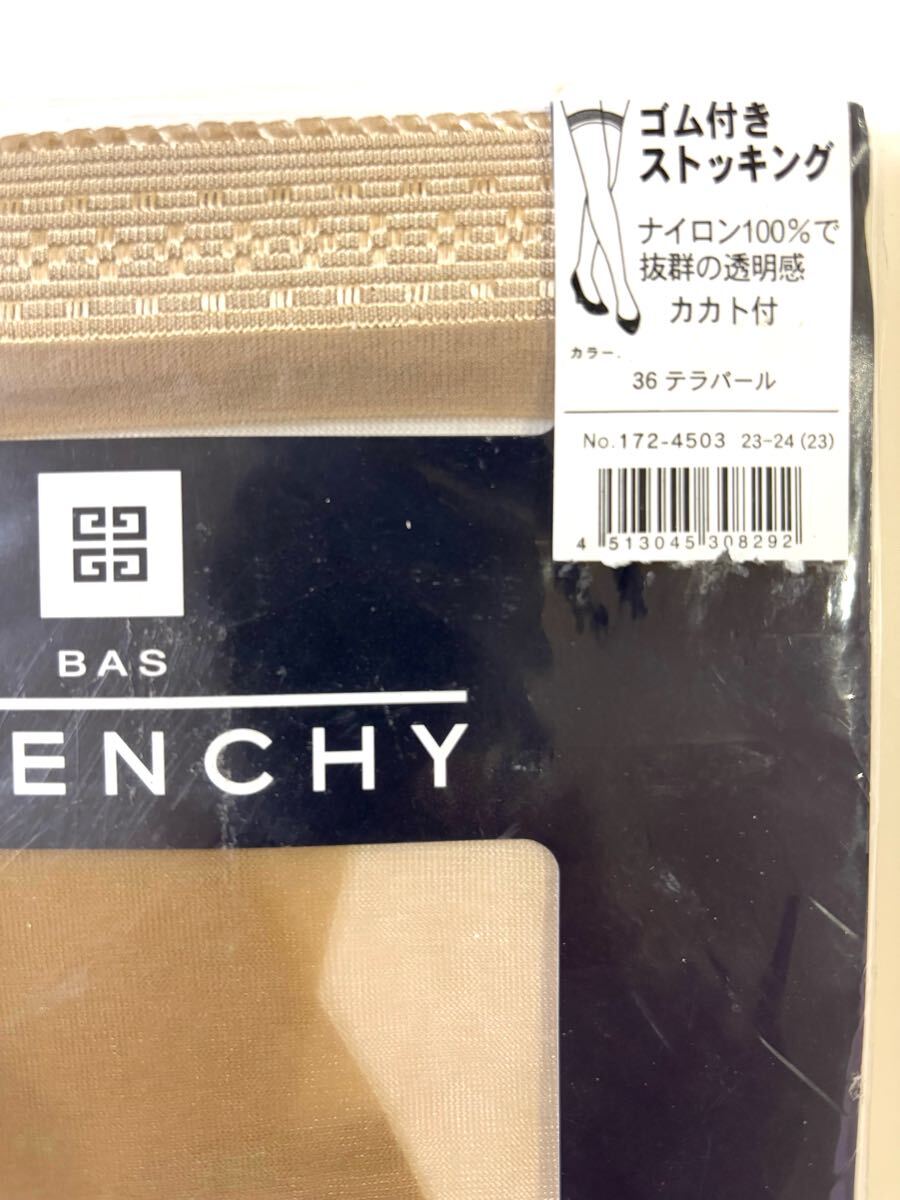 ゴム付き
ストッキング
ナイロン100%で
抜群の透明感
カカト付
カラー.
36 テラパール
No.172-4503 23-24(23)
4 513045 308292
BAS
ENCHY